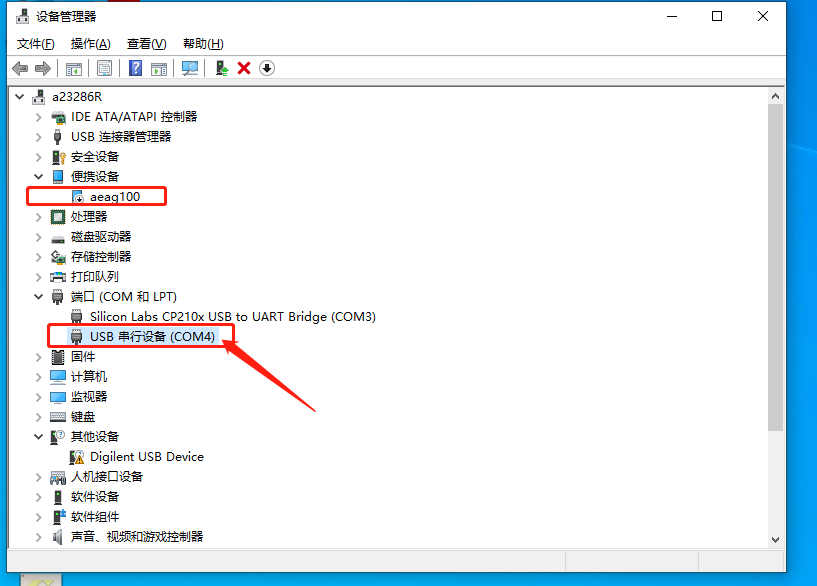 设备管理器
文件(F) 操作(A) 查看(V) 帮助(H)
a23286R
IDE ATA/ATAPI 控制器
USB 连接器管理器
安全设备
便携设备
aeag100
处理器
磁盘驱动器
存储控制器
打印队列
端口 (COM 和 LPT)
Silicon Labs CP210x USB to UART Bridge (COM3)
USB 串行设备 (COM4)
固件
计算机
监视器
键盘
其他设备
Digilent USB Device
人机接口设备
软件设备
软件组件
声音、视频和游戏控制器